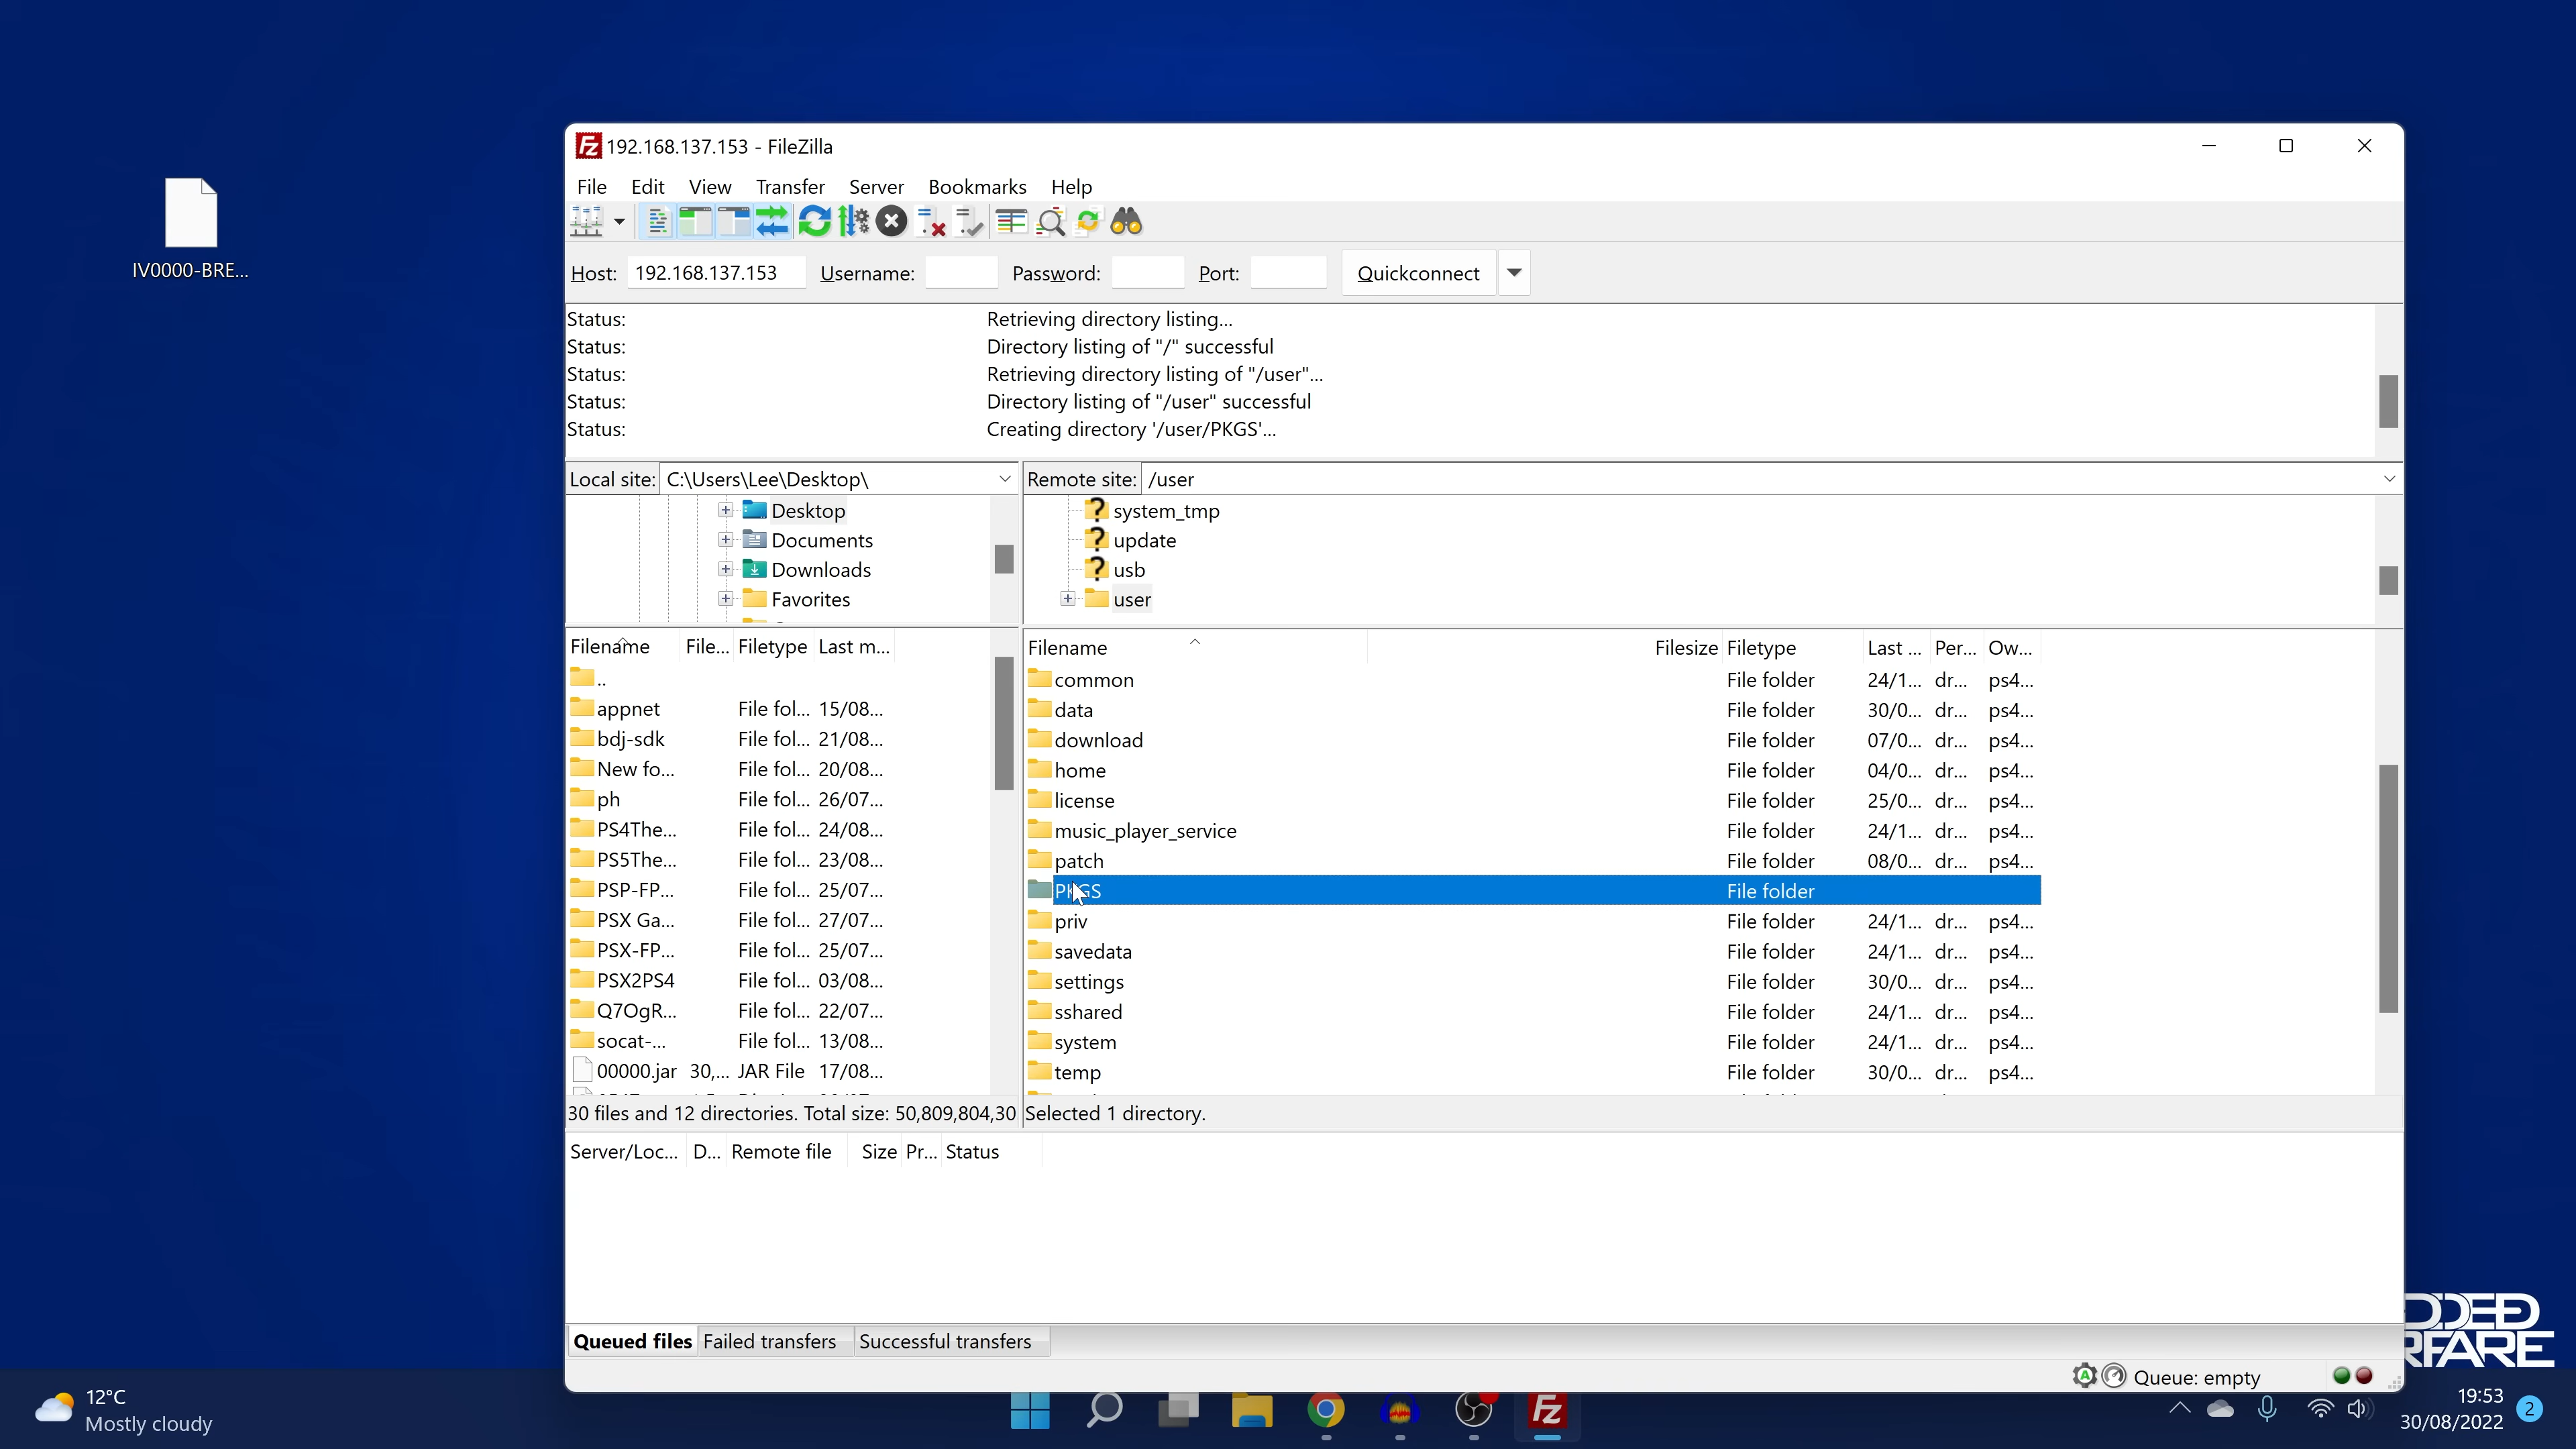 IV0000-BRE...
192.168.137.153 - FileZilla
File Edit View Transfer Server Bookmarks Help
Host: 192.168.137.153 Username: Password: Port: Quickconnect
Status: Retrieving directory listing...
Status: Directory listing of "/" successful
Status: Retrieving directory listing of "/user"...
Status: Directory listing of "/user" successful
Status: Creating directory '/user/PKGS'...
Local site: C:\Users\Lee\Desktop\
Desktop
Documents
Downloads
Favorites
Remote site: /user
system_tmp
update
usb
user
Filename File... Filetype Last m...
..
appnet File fol... 15/08...
bdj-sdk File fol... 21/08...
New fo... File fol... 20/08...
ph File fol... 26/07...
PS4The... File fol... 24/08...
PS5The... File fol... 23/08...
PSP-FP... File fol... 25/07...
PSX Ga... File fol... 27/07...
PSX-FP... File fol... 25/07...
PSX2PS4 File fol... 03/08...
Q7OgR... File fol... 22/07...
socat-... File fol... 13/08...
00000.jar 30,... JAR File 17/08...
30 files and 12 directories. Total size: 50,809,804,30
Filename Filesize Filetype Last ... Per... Ow...
common File folder 24/1... dr... ps4...
data File folder 30/0... dr... ps4...
download File folder 07/0... dr... ps4...
home File folder 04/0... dr... ps4...
license File folder 25/0... dr... ps4...
music_player_service File folder 24/1... dr... ps4...
patch File folder 08/0... dr... ps4...
PKGS File folder
priv File folder 24/1... dr... ps4...
savedata File folder 24/1... dr... ps4...
settings File folder 30/0... dr... ps4...
sshared File folder 24/1... dr... ps4...
system File folder 24/1... dr... ps4...
temp File folder 30/0... dr... ps4...
Selected 1 directory.
Server/Loc... D... Remote file Size Pr... Status
Queued files Failed transfers Successful transfers
Queue: empty
12°C
Mostly cloudy
19:53
30/08/2022
2